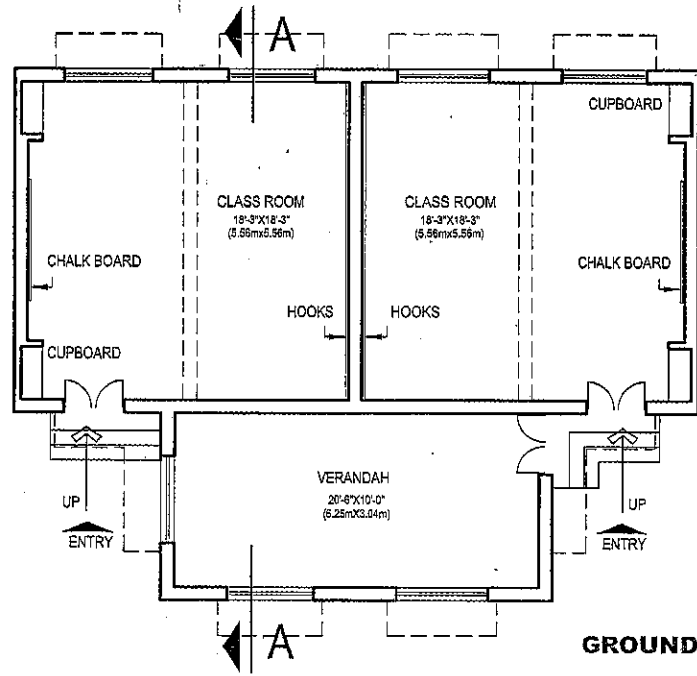 A
CUPBOARD
CLASS ROOM
18'-3"X18'-3"
(5.56mx5.56m)
CLASS ROOM
18'-3"X18'-3"
(5.56mx5.56m)
CHALK BOARD
CHALK BOARD
HOOKS
HOOKS
CUPBOARD
VERANDAH
20'-6"X10'-0"
(6.25mX3.04m)
UP
UP
ENTRY
ENTRY
A
GROUND